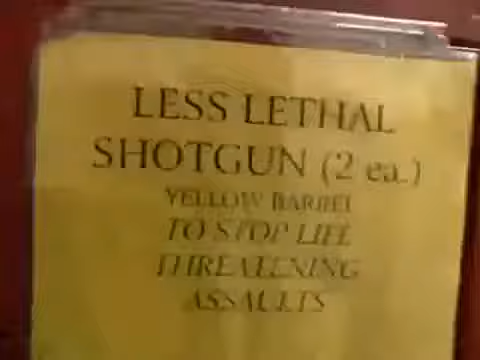 LESS LETHAL
SHOTGUN (2 ea.)
YELLOW BARREL
TO STOP LIFE
THREATENING
ASSAULTS